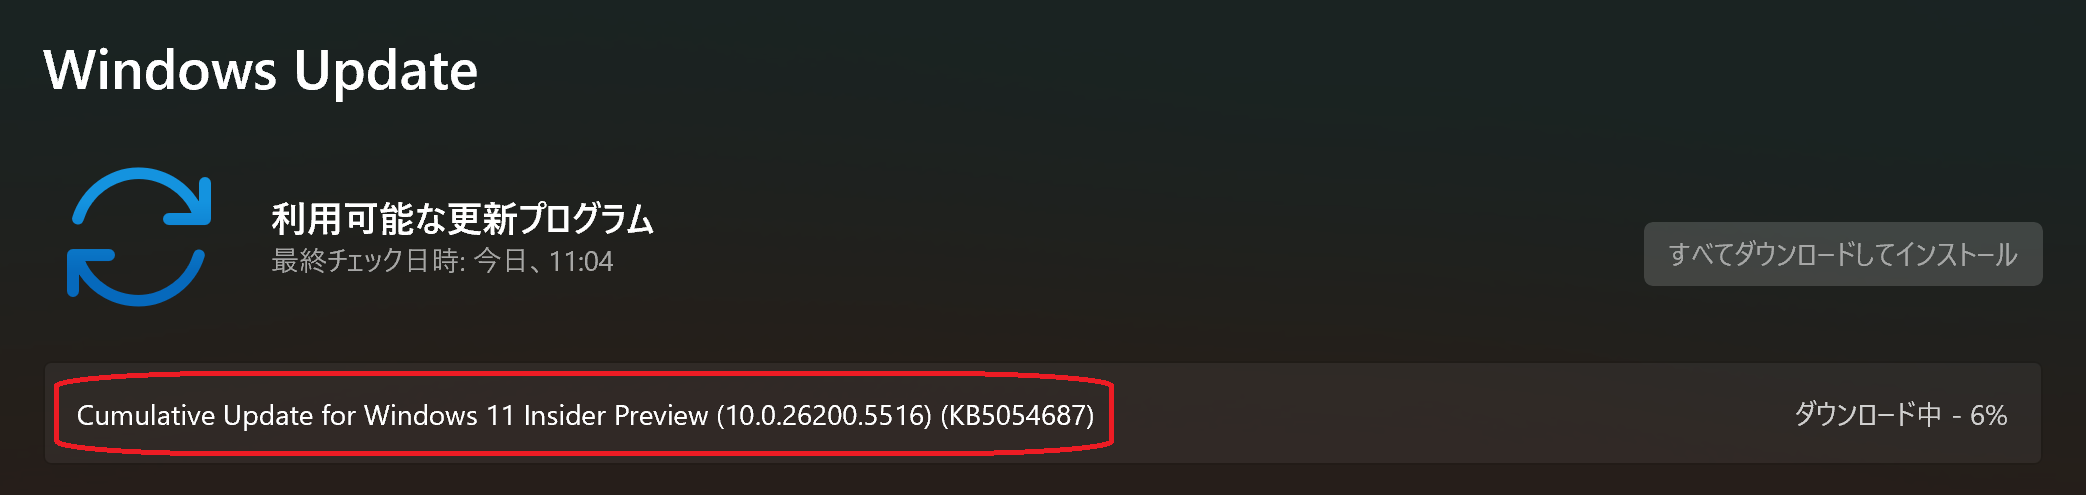 Windows Update
利用可能な更新プログラム
最終チェック日時: 今日、11:04
すべてダウンロードしてインストール
Cumulative Update for Windows 11 Insider Preview (10.0.26200.5516) (KB5054687)
ダウンロード中 - 6%